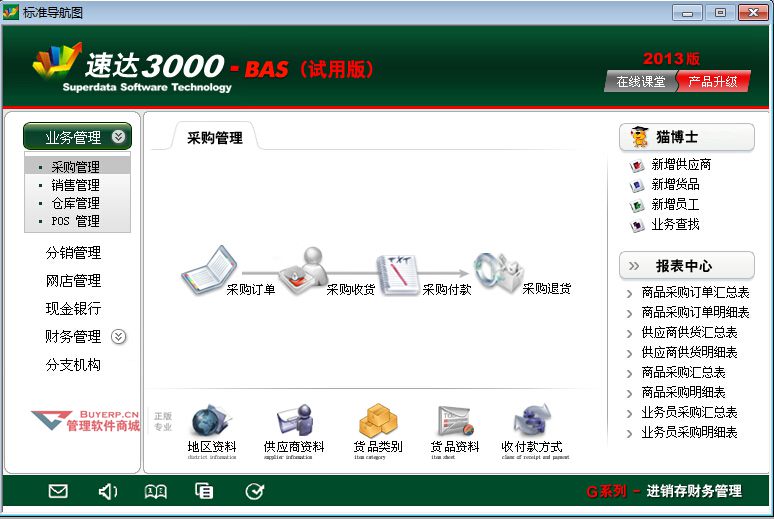 标准导航图
速达3000-BAS（试用版）
Superdata Software Technology
2013版
在线课堂 产品升级
业务管理
采购管理
销售管理
仓库管理
POS 管理
分销管理
网店管理
现金银行
财务管理
分支机构
BUYERP.CN
管理软件商城
正版
专业
采购管理
TXT
采购订单 采购收货 采购付款 采购退货
地区资料 供应商资料 货品类别 货品资料 收付款方式
district information supplier information item category item sheet class of receipt and payment
猫博士
新增供应商
新增货品
新增员工
业务查找
报表中心
商品采购订单汇总表
商品采购订单明细表
供应商供货汇总表
供应商供货明细表
商品采购汇总表
商品采购明细表
业务员采购汇总表
业务员采购明细表
G系列 - 进销存财务管理